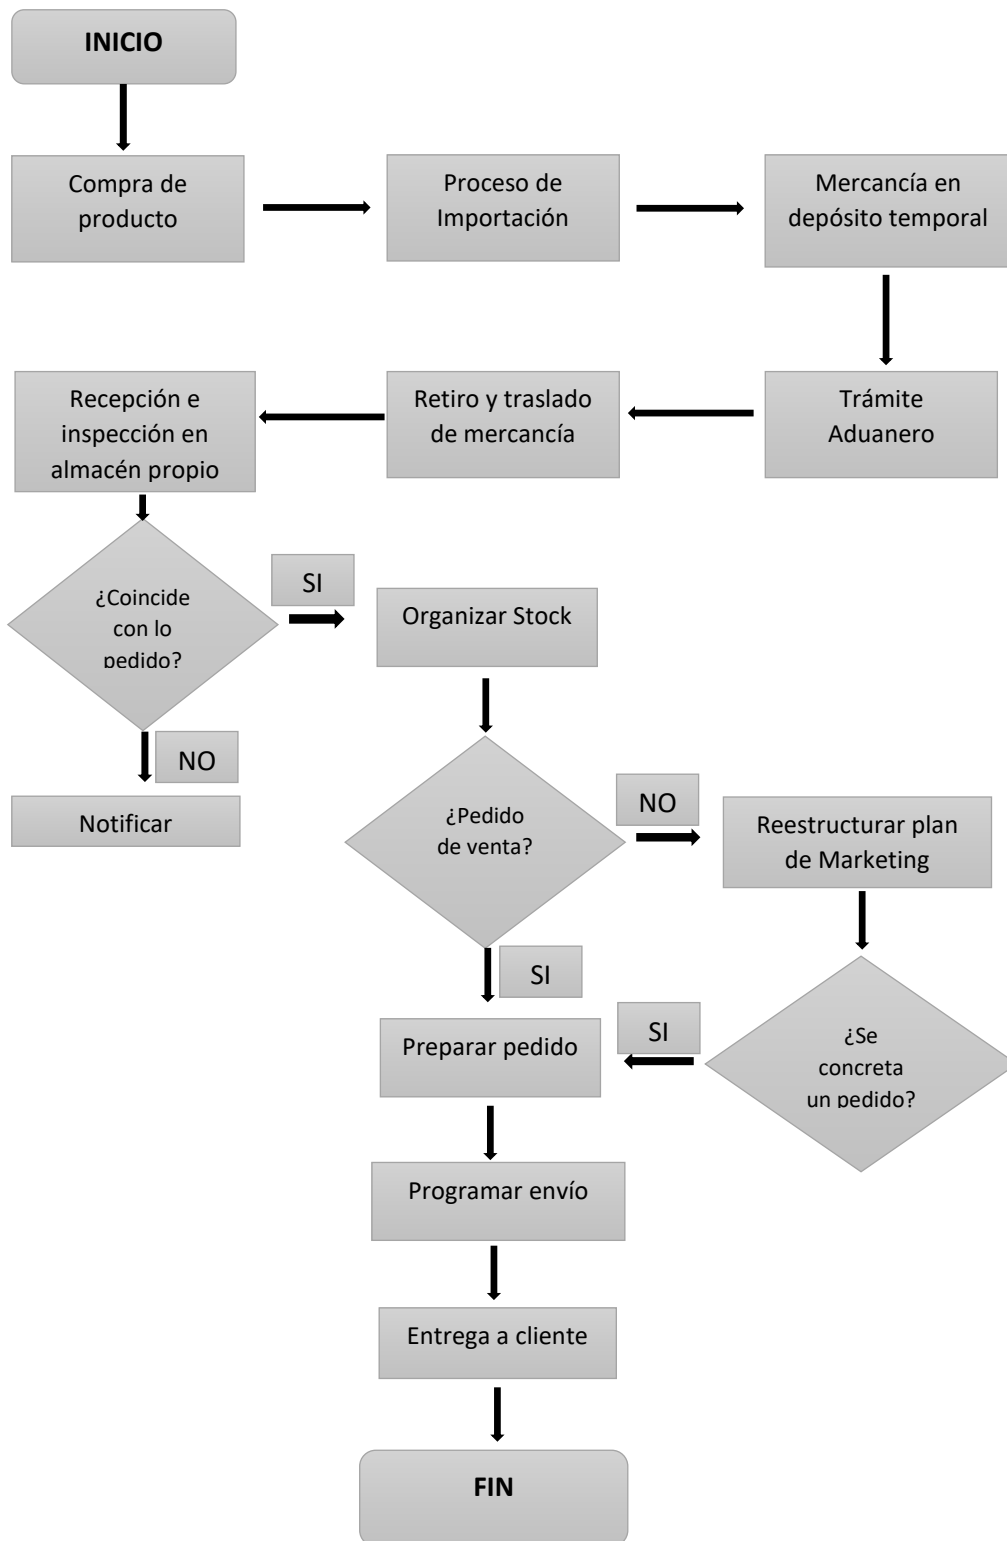 INICIO
Compra de
producto
Proceso de
Importación
Mercancía en
depósito temporal
Recepción e
inspección en
almacén propio
Retiro y traslado
de mercancía
Trámite
Aduanero
¿Coincide
con lo
pedido?
SI
Organizar Stock
NO
Notificar
¿Pedido
de venta?
NO
Reestructurar plan
de Marketing
SI
Preparar pedido
SI
¿Se
concreta
un pedido?
Programar envío
Entrega a cliente
FIN